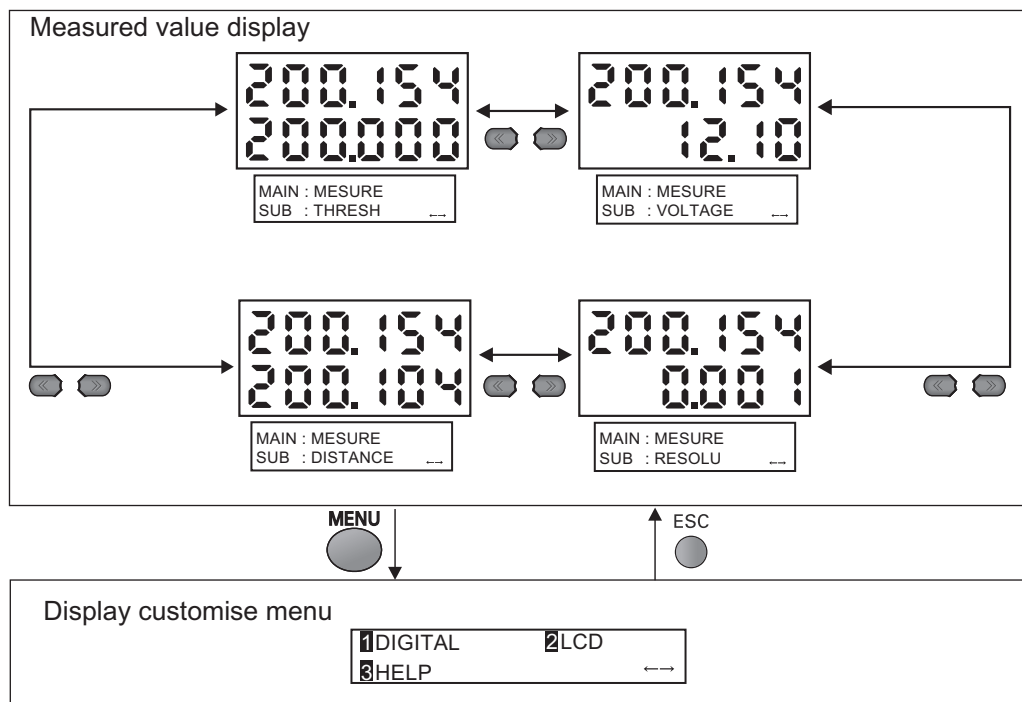 Measured value display
200.154
200.000
MAIN : MESURE
SUB : THRESH ←→
200.154
12.10
MAIN : MESURE
SUB : VOLTAGE ←→
200.154
200.104
MAIN : MESURE
SUB : DISTANCE ←→
200.154
0.001
MAIN : MESURE
SUB : RESOLU ←→
MENU
ESC
Display customise menu
1DIGITAL 2LCD
3HELP ←→